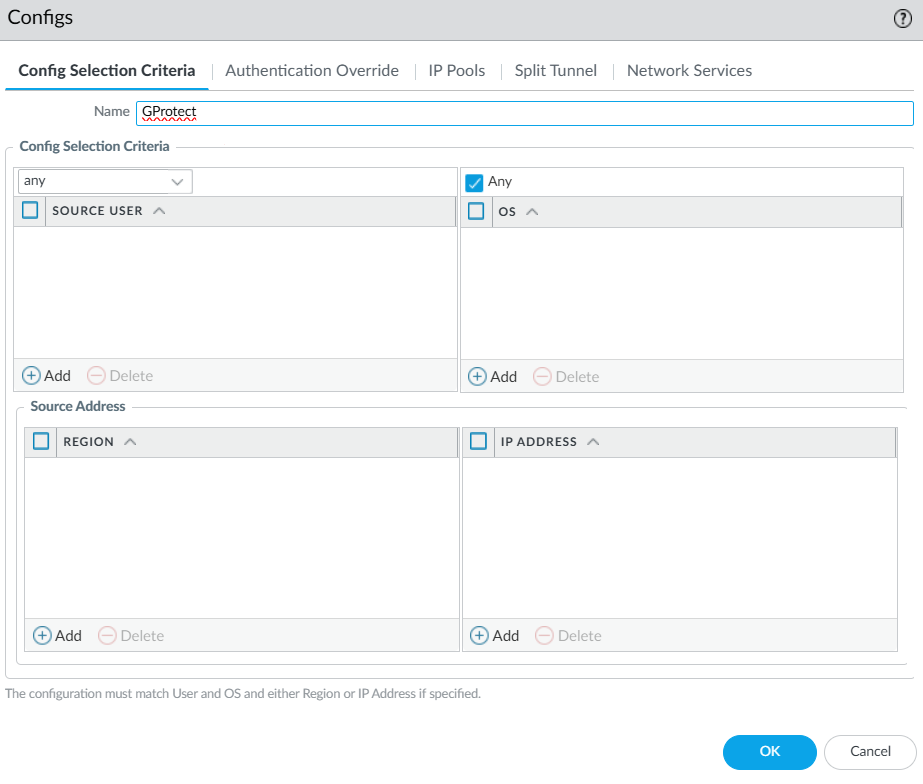 Configs
?
Config Selection Criteria Authentication Override IP Pools Split Tunnel Network Services
Name GProtect
Config Selection Criteria
any
Any
SOURCE USER
OS
Add Delete
Add Delete
Source Address
REGION
IP ADDRESS
Add Delete
Add Delete
The configuration must match User and OS and either Region or IP Address if specified.
OK Cancel